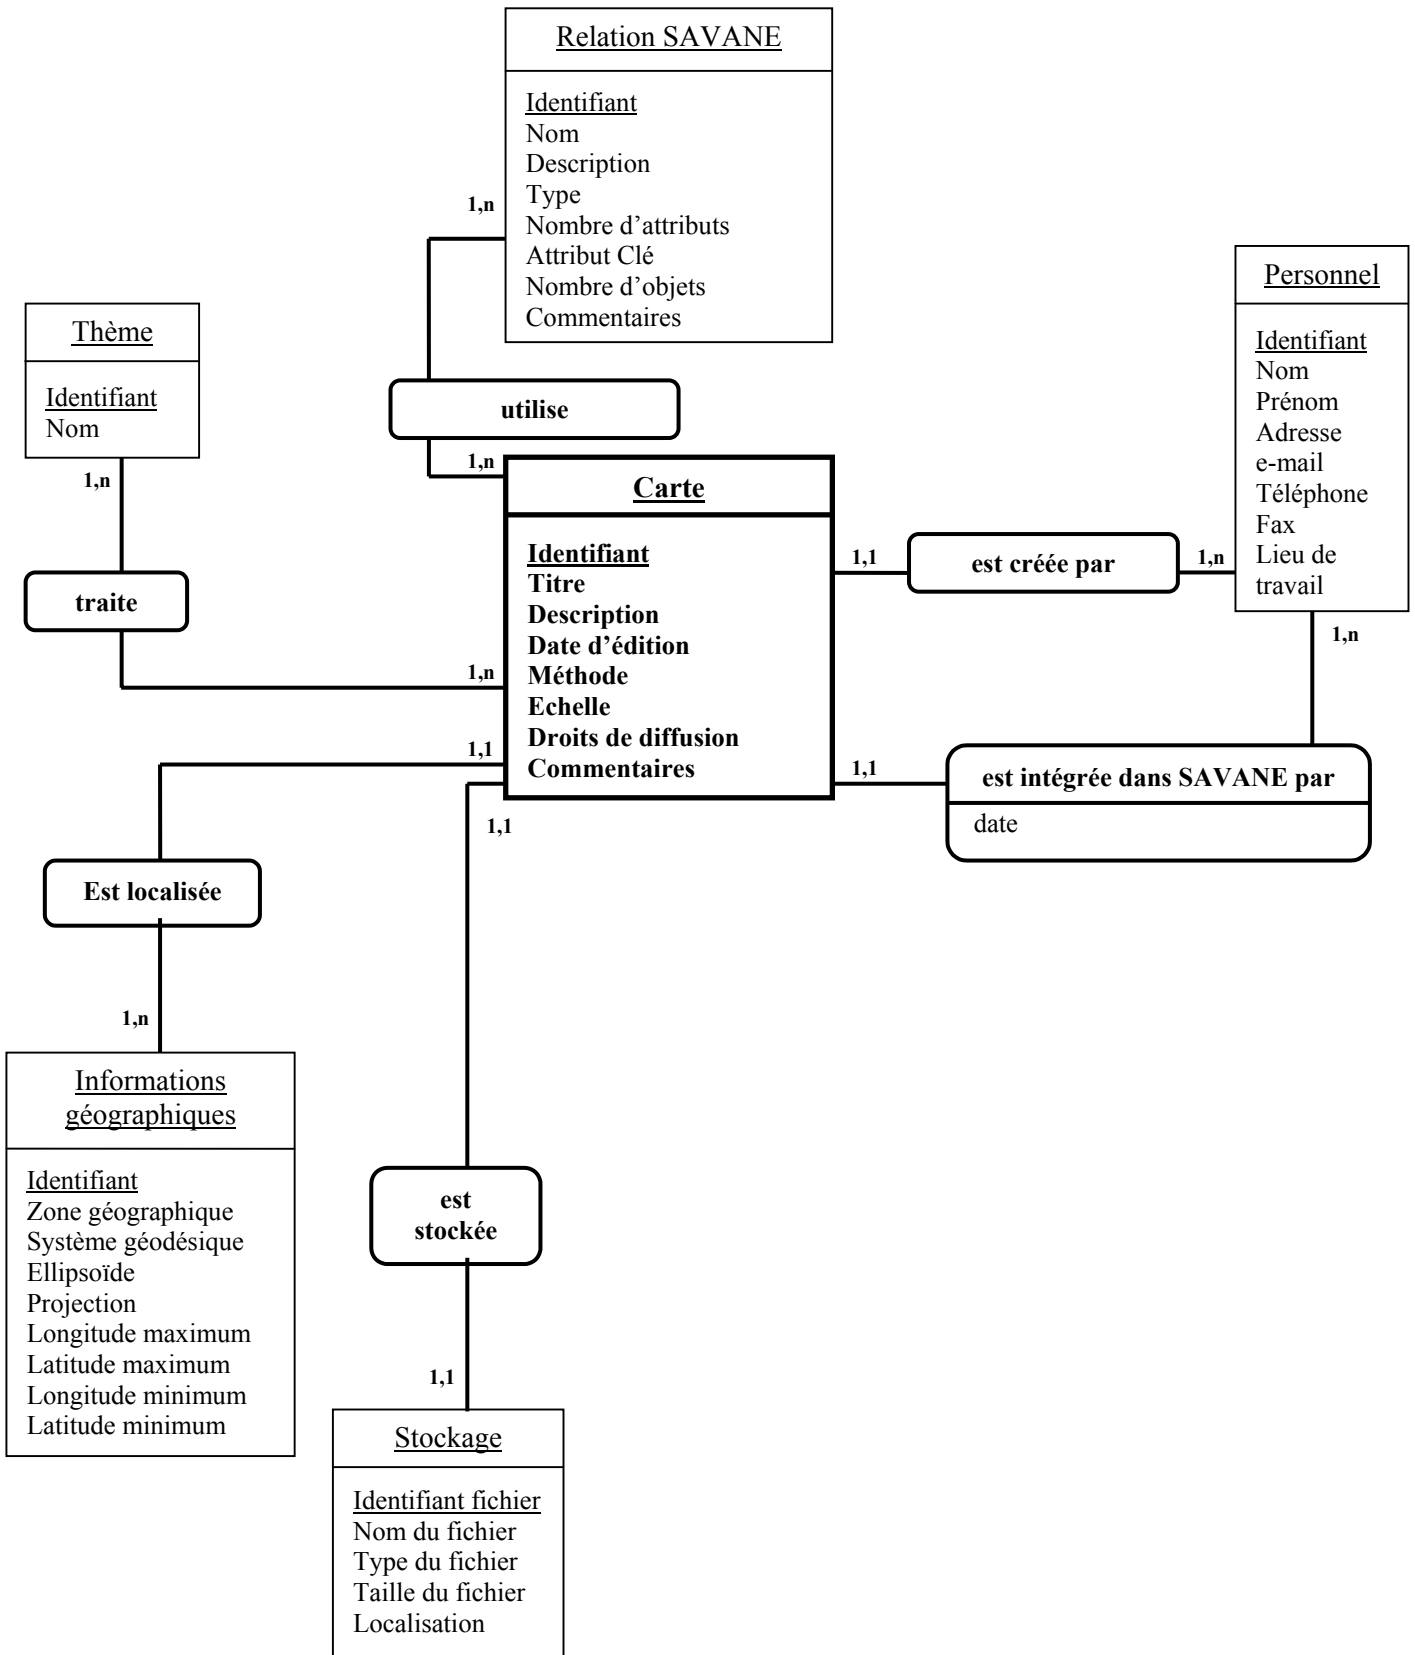 Relation SAVANE
Identifiant
Nom
Description
Type
Nombre d’attributs
Attribut Clé
Nombre d’objets
Commentaires
1,n
utilise
1,n
Thème
Identifiant
Nom
1,n
traite
1,n
Carte
Identifiant
Titre
Description
Date d’édition
Méthode
Echelle
Droits de diffusion
Commentaires
1,1
est créée par
1,n
Personnel
Identifiant
Nom
Prénom
Adresse
e-mail
Téléphone
Fax
Lieu de
travail
1,n
1,1
est intégrée dans SAVANE par
date
1,1
Est localisée
1,n
Informations
géographiques
Identifiant
Zone géographique
Système géodésique
Ellipsoïde
Projection
Longitude maximum
Latitude maximum
Longitude minimum
Latitude minimum
1,1
est
stockée
1,1
Stockage
Identifiant fichier
Nom du fichier
Type du fichier
Taille du fichier
Localisation